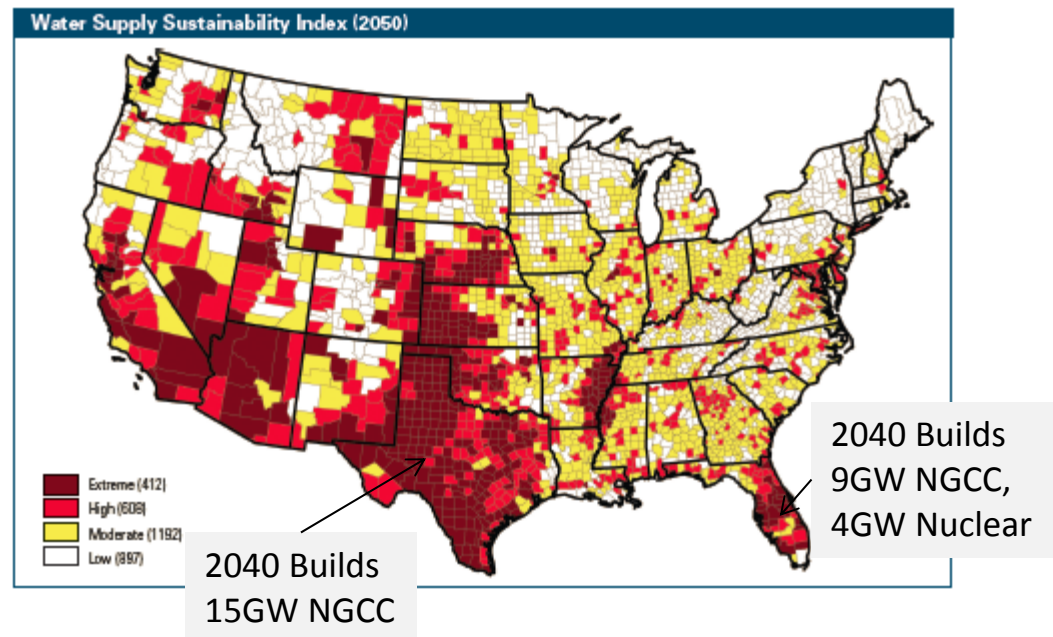 Water Supply Sustainability Index (2050)
Extreme (412)
High (608)
Moderate (1192)
Low (897)
2040 Builds
15GW NGCC
2040 Builds
9GW NGCC,
4GW Nuclear